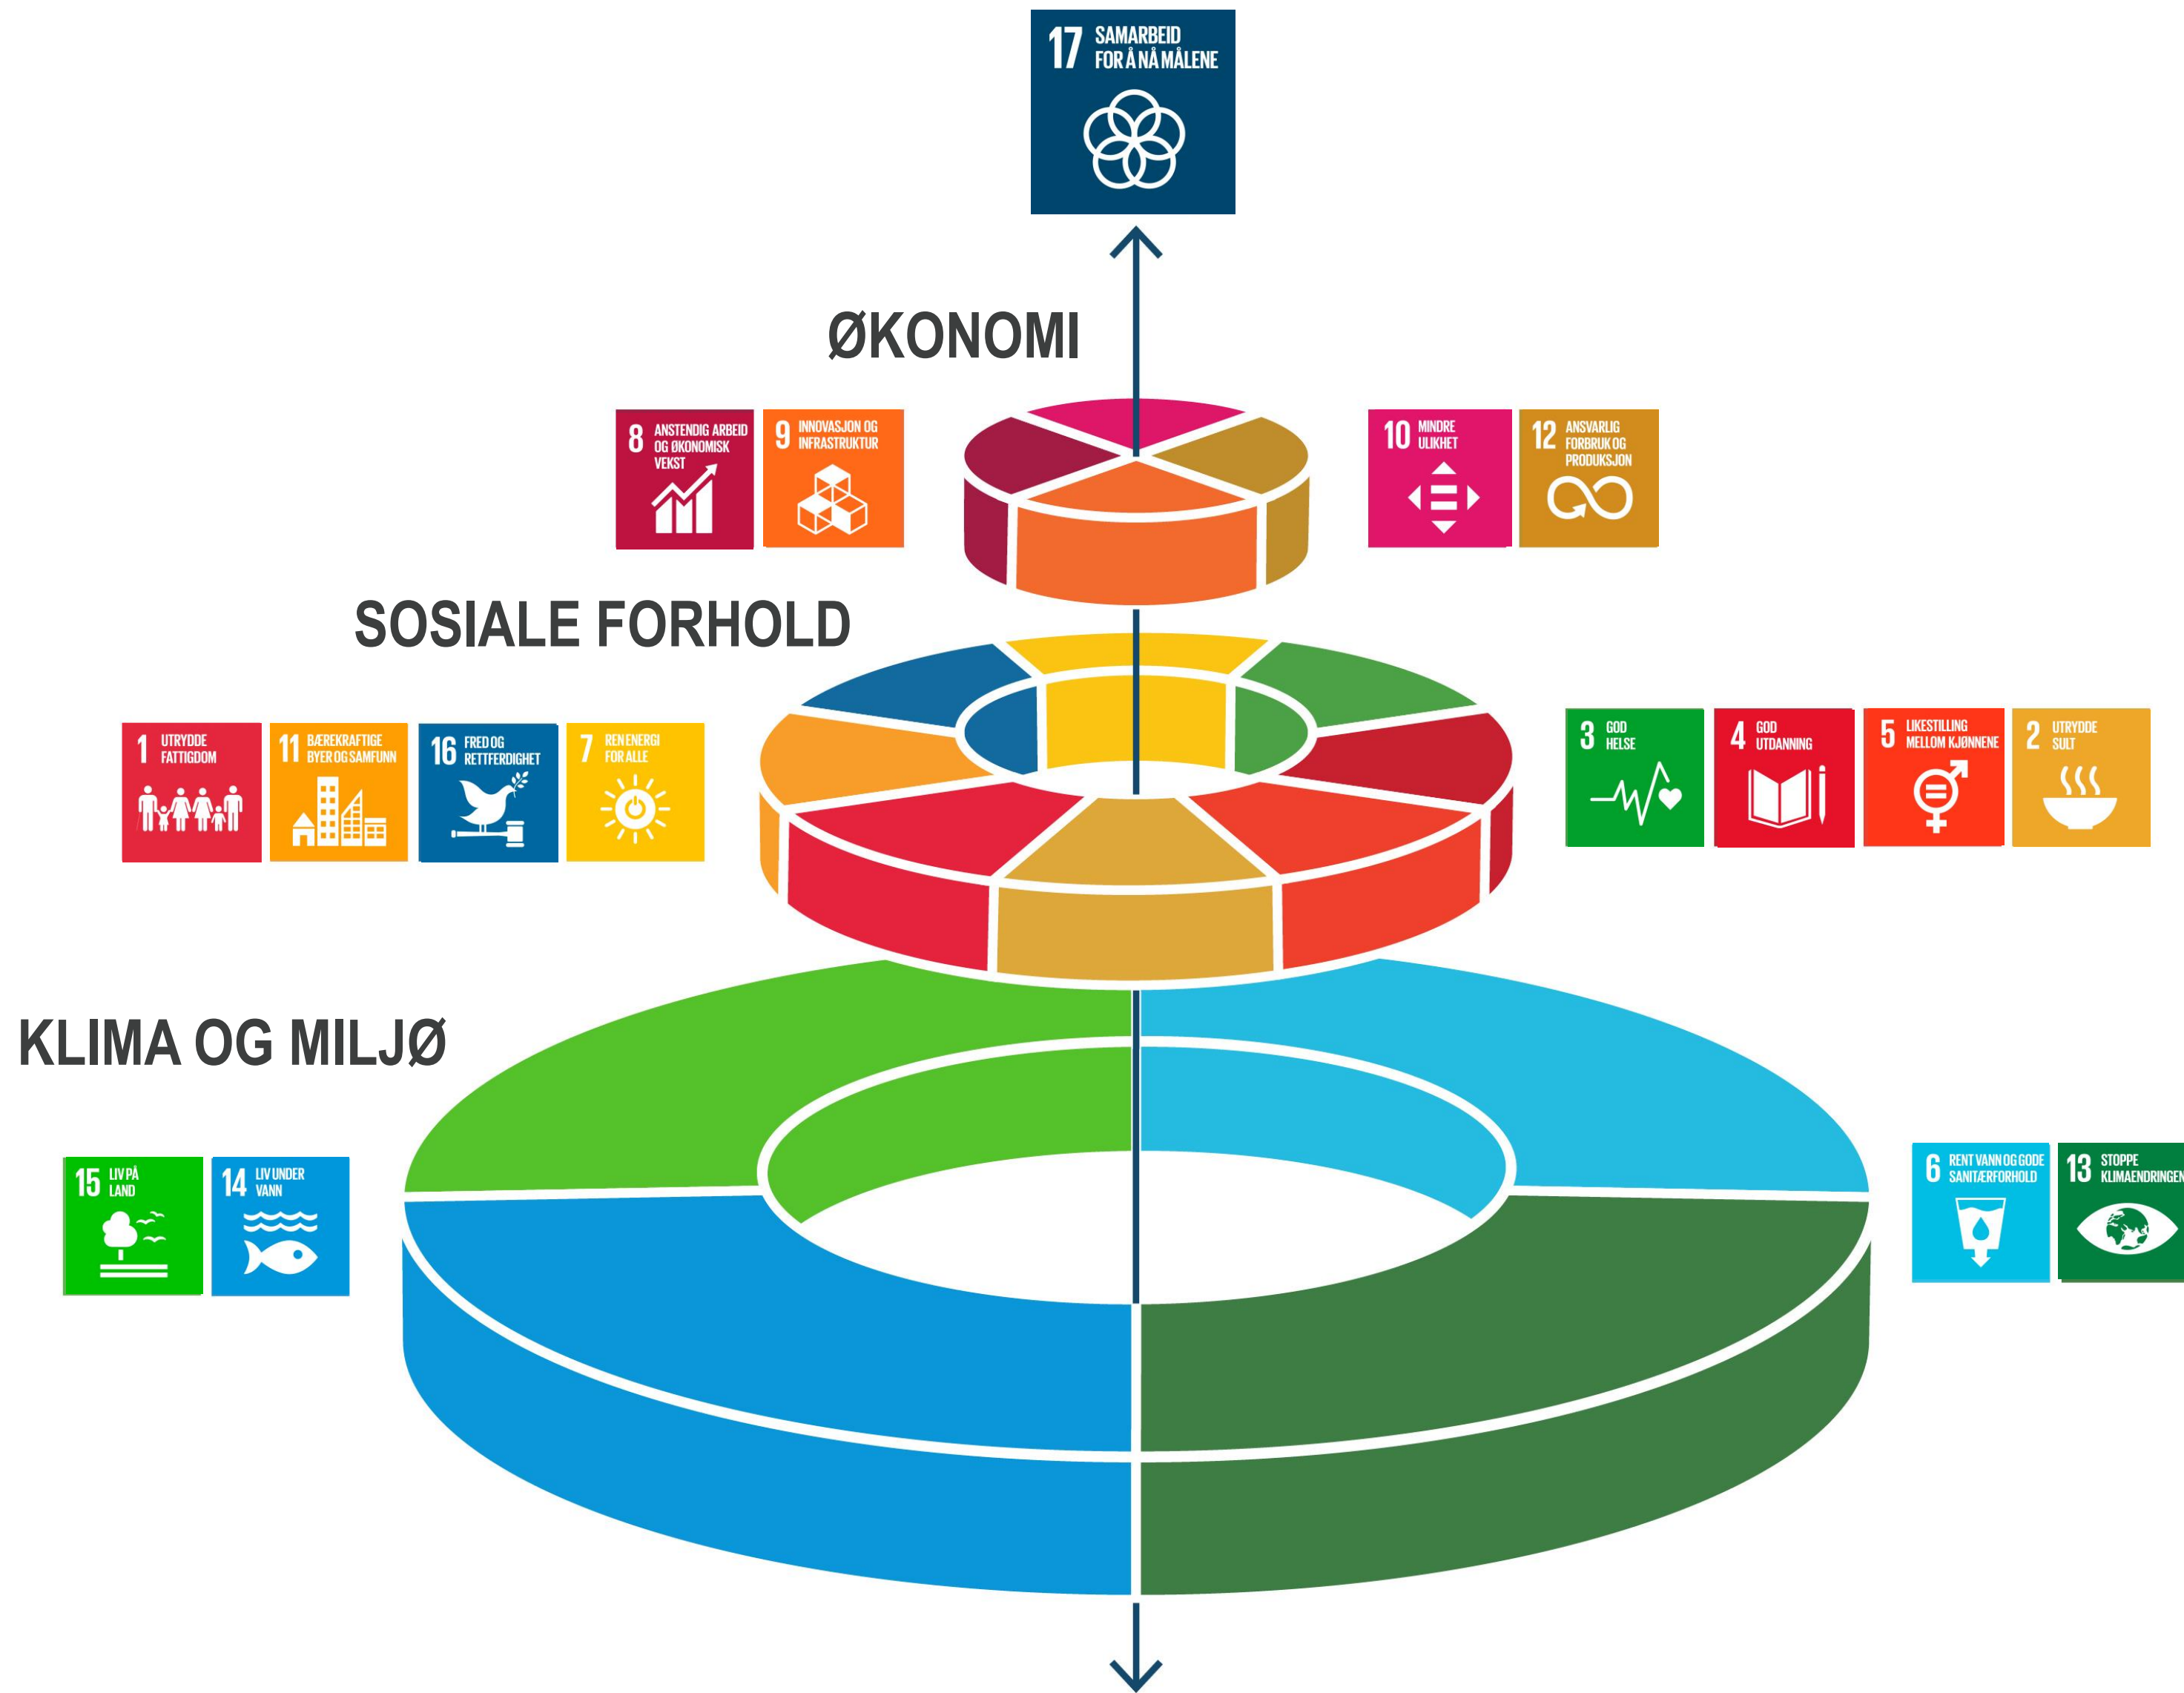 17 SAMARBEID
FOR Å NÅ MÅLENE
ØKONOMI
8 ANSTENDIG ARBEID
OG ØKONOMISK
VEKST
9 INNOVASJON OG
INFRASTRUKTUR
10 MINDRE
ULIKHET
12 ANSVARLIG
FORBRUK OG
PRODUKSJON
SOSIALE FORHOLD
1 UTRYDDE
FATTIGDOM
11 BÆREKRAFTIGE
BYER OG SAMFUNN
16 FRED OG
RETTFERDIGHET
7 REN ENERGI
FOR ALLE
3 GOD
HELSE
4 GOD
UTDANNING
5 LIKESTILLING
MELLOM KJØNNENE
2 UTRYDDE
SULT
KLIMA OG MILJØ
15 LIV PÅ
LAND
14 LIV UNDER
VANN
6 RENT VANN OG GODE
SANITÆRFORHOLD
13 STOPPE
KLIMAENDRINGEN